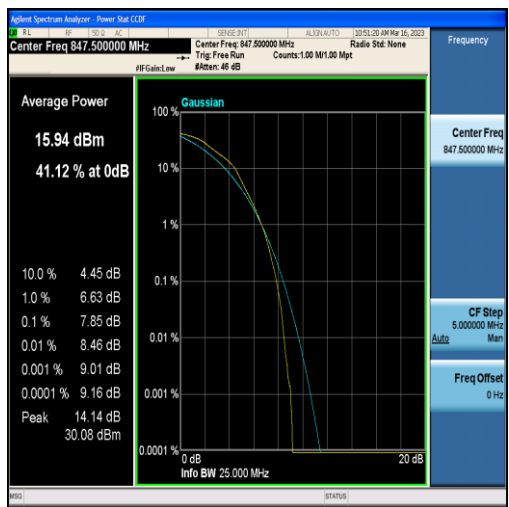 Agilent Spectrum Analyzer - Power Stat CCDF
RL RF 50 Ω AC SENSE:INT ALIGN AUTO 10:51:20 AM Mar 16, 2023
Center Freq 847.500000 MHz
Center Freq: 847.500000 MHz Radio Std: None
Trig: Free Run Counts:1.00 M/1.00 Mpt
#IFGain:Low #Atten: 46 dB
Frequency
Average Power
15.94 dBm
41.12 % at 0dB
10.0 % 4.45 dB
1.0 % 6.63 dB
0.1 % 7.85 dB
0.01 % 8.46 dB
0.001 % 9.01 dB
0.0001 % 9.16 dB
Peak 14.14 dB
30.08 dBm
Gaussian
100 %
10 %
1 %
0.1 %
0.01 %
0.001 %
0.0001 %
0 dB 20 dB
Info BW 25.000 MHz
Center Freq
847.500000 MHz
CF Step
5.000000 MHz
Auto Man
Freq Offset
0 Hz
MSG STATUS